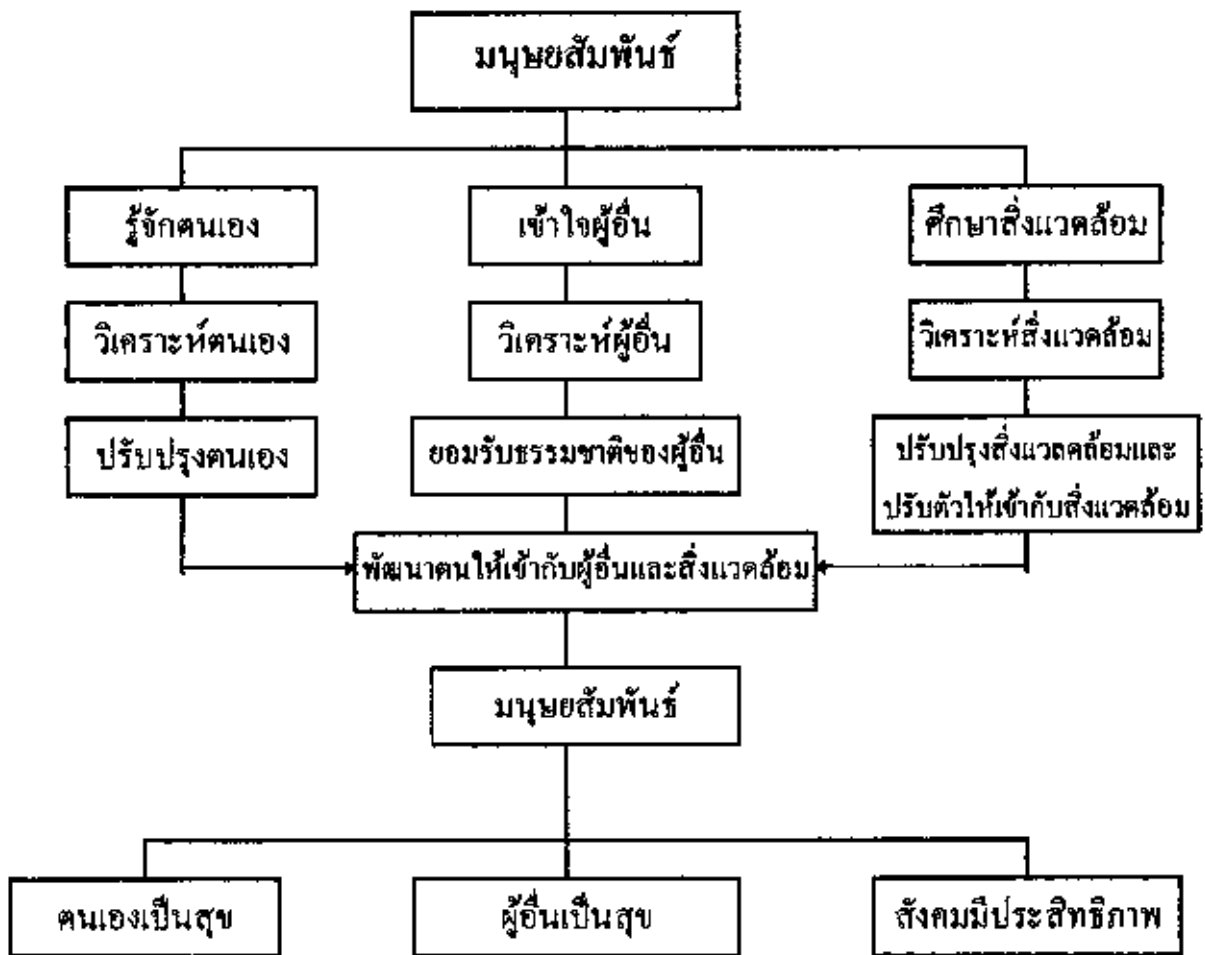 มนุษยสัมพันธ์
รู้จักตนเอง
เข้าใจผู้อื่น
ศึกษาสิ่งแวดล้อม
วิเคราะห์ตนเอง
วิเคราะห์ผู้อื่น
วิเคราะห์สิ่งแวดล้อม
ปรับปรุงตนเอง
ยอมรับธรรมชาติของผู้อื่น
ปรับปรุงสิ่งแวลดล้อมและ
ปรับตัวให้เข้ากับสิ่งแวดล้อม
พัฒนาตนให้เข้ากับผู้อื่นและสิ่งแวดล้อม
มนุษยสัมพันธ์
ตนเองเป็นสุข
ผู้อื่นเป็นสุข
สังคมมีประสิทธิภาพ